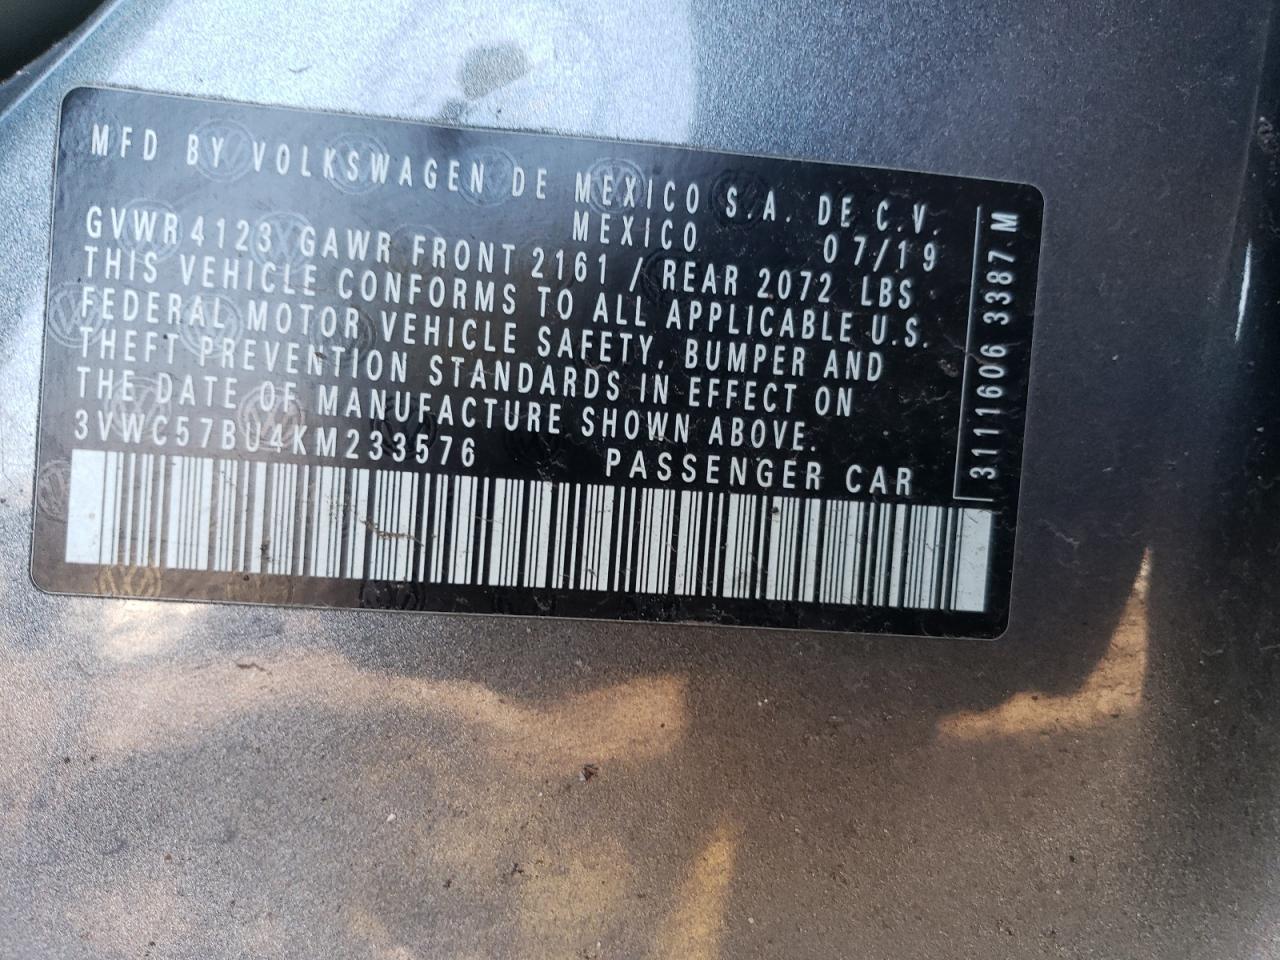 MFD BY VOLKSWAGEN DE MEXICO S.A. DE C.V.
MEXICO 07/19
GVWR 4123 GAWR FRONT 2161 / REAR 2072 LBS
THIS VEHICLE CONFORMS TO ALL APPLICABLE U.S.
FEDERAL MOTOR VEHICLE SAFETY, BUMPER AND
THEFT PREVENTION STANDARDS IN EFFECT ON
THE DATE OF MANUFACTURE SHOWN ABOVE.
3VWC57BU4KM233576 PASSENGER CAR
3111606 3387 M